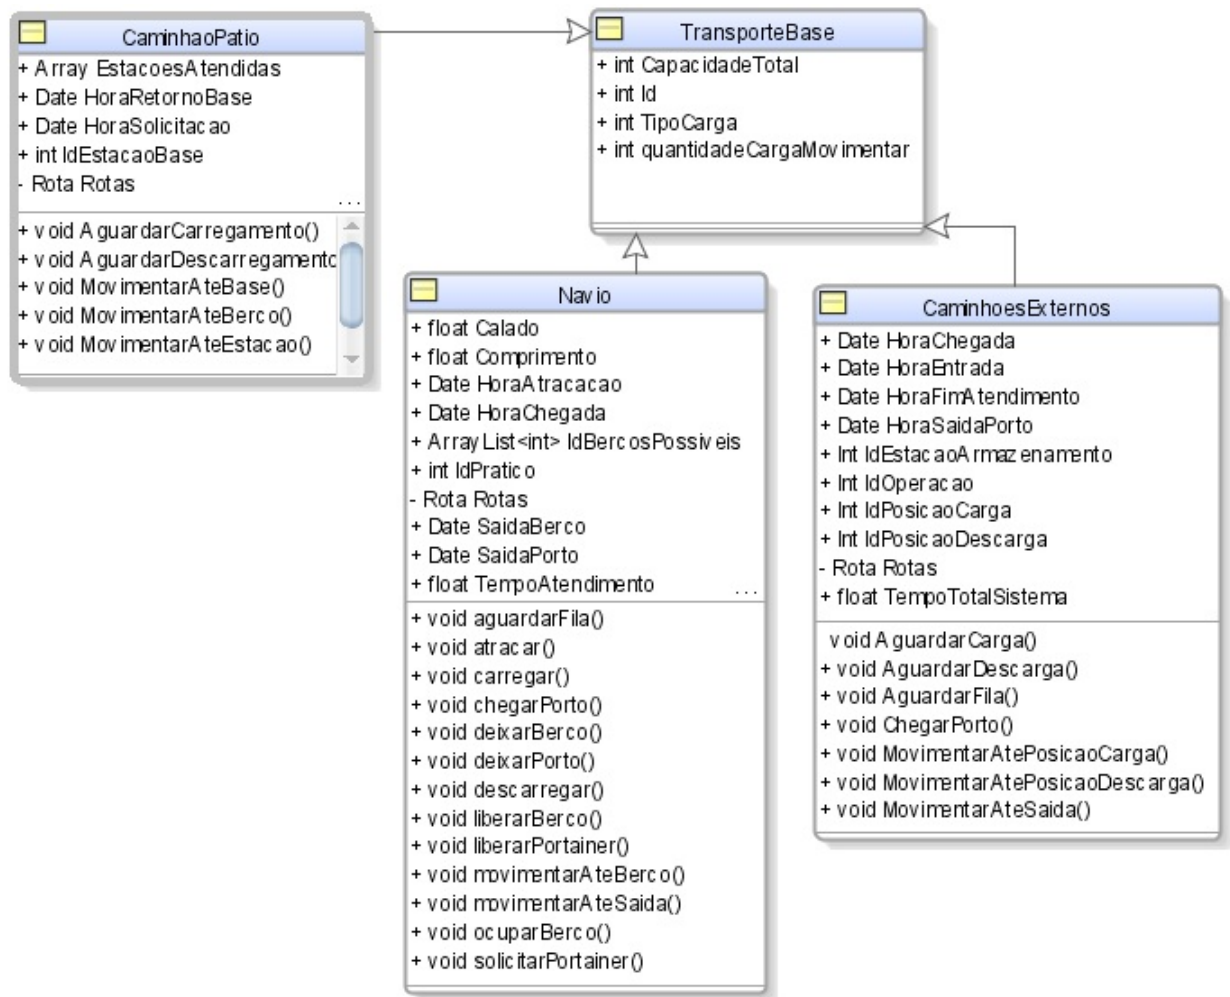 CaminhaoPatio
+ Array EstacoesAtendidas
+ Date HoraRetornoBase
+ Date HoraSolicitacao
+ int IdEstacaoBase
- Rota Rotas
...
+ void AguardarCarregamento()
+ void AguardarDescarregamento
+ void MovimentarAteBase()
+ void MovimentarAteBerco()
+ void MovimentarAteEstacao()
TransporteBase
+ int CapacidadeTotal
+ int Id
+ int TipoCarga
+ int quantidadeCargaMovimentar
Navio
+ float Calado
+ float Comprimento
+ Date HoraAtracacao
+ Date HoraChegada
+ ArrayList<int> IdBercosPossiveis
+ int IdPratico
- Rota Rotas
+ Date SaidaBerco
+ Date SaidaPorto
+ float TempoAtendimento
...
+ void aguardarFila()
+ void atracar()
+ void carregar()
+ void chegarPorto()
+ void deixarBerco()
+ void deixarPorto()
+ void descarregar()
+ void liberarBerco()
+ void liberarPortainer()
+ void movimentarAteBerco()
+ void movimentarAteSaida()
+ void ocuparBerco()
+ void solicitarPortainer()
CaminhoesExternos
+ Date HoraChegada
+ Date HoraEntrada
+ Date HoraFimAtendimento
+ Date HoraSaidaPorto
+ Int IdEstacaoArmazenamento
+ Int IdOperacao
+ Int IdPosicaoCarga
+ Int IdPosicaoDescarga
- Rota Rotas
+ float TempoTotalSistema
void AguardarCarga()
+ void AguardarDescarga()
+ void AguardarFila()
+ void ChegarPorto()
+ void MovimentarAtePosicaoCarga()
+ void MovimentarAtePosicaoDescarga()
+ void MovimentarAteSaida()